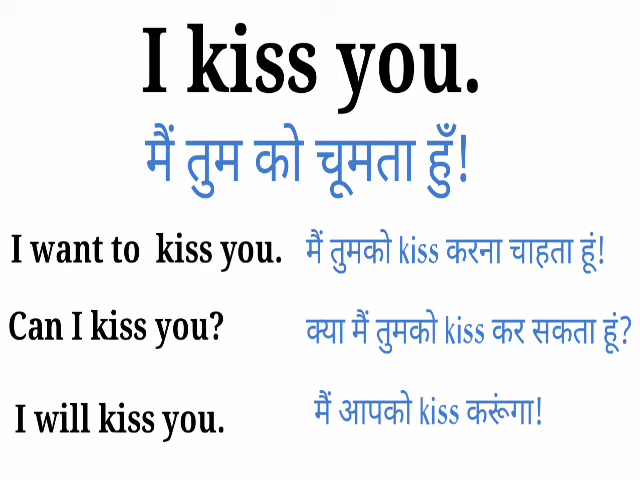 I kiss you.
मैं तुम को चूमता हुँ!
I want to kiss you. मैं तुमको kiss करना चाहता हूं!
Can I kiss you? क्या मैं तुमको kiss कर सकता हूं?
I will kiss you. मैं आपको kiss करूंगा!